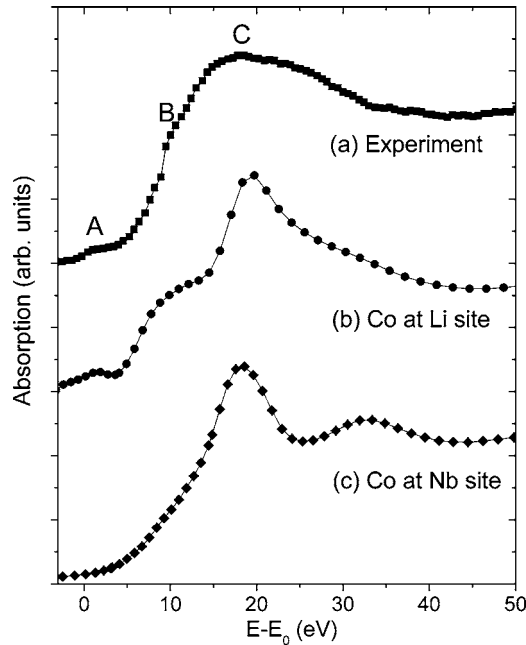 C
B
A
(a) Experiment
(b) Co at Li site
(c) Co at Nb site
Absorption (arb. units)
0 10 20 30 40 50
E-E₀ (eV)